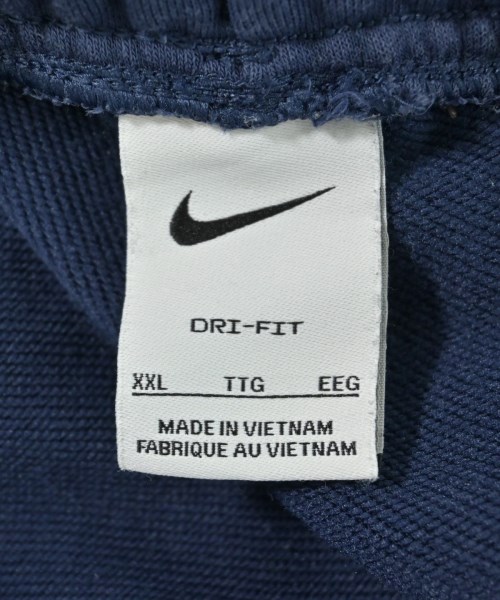 DRI-FIT
XXL TTG EEG
MADE IN VIETNAM
FABRIQUE AU VIETNAM